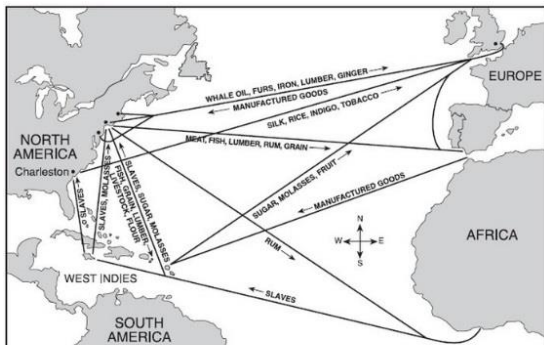 WHALE OIL, FURS, IRON, LUMBER, GINGER →
← MANUFACTURED GOODS
SILK, RICE, INDIGO, TOBACCO →
EUROPE
NORTH
AMERICA
MEAT, FISH, LUMBER, RUM, GRAIN →
Charleston
SLAVES →
SLAVES, MOLASSES →
FISH, GRAIN, LUMBER, →
LIVESTOCK, FLOUR
← SLAVES, SUGAR, MOLASSES
SUGAR, MOLASSES, FRUIT →
← MANUFACTURED GOODS
N
W E
S
AFRICA
RUM →
WEST INDIES
← SLAVES
SOUTH
AMERICA